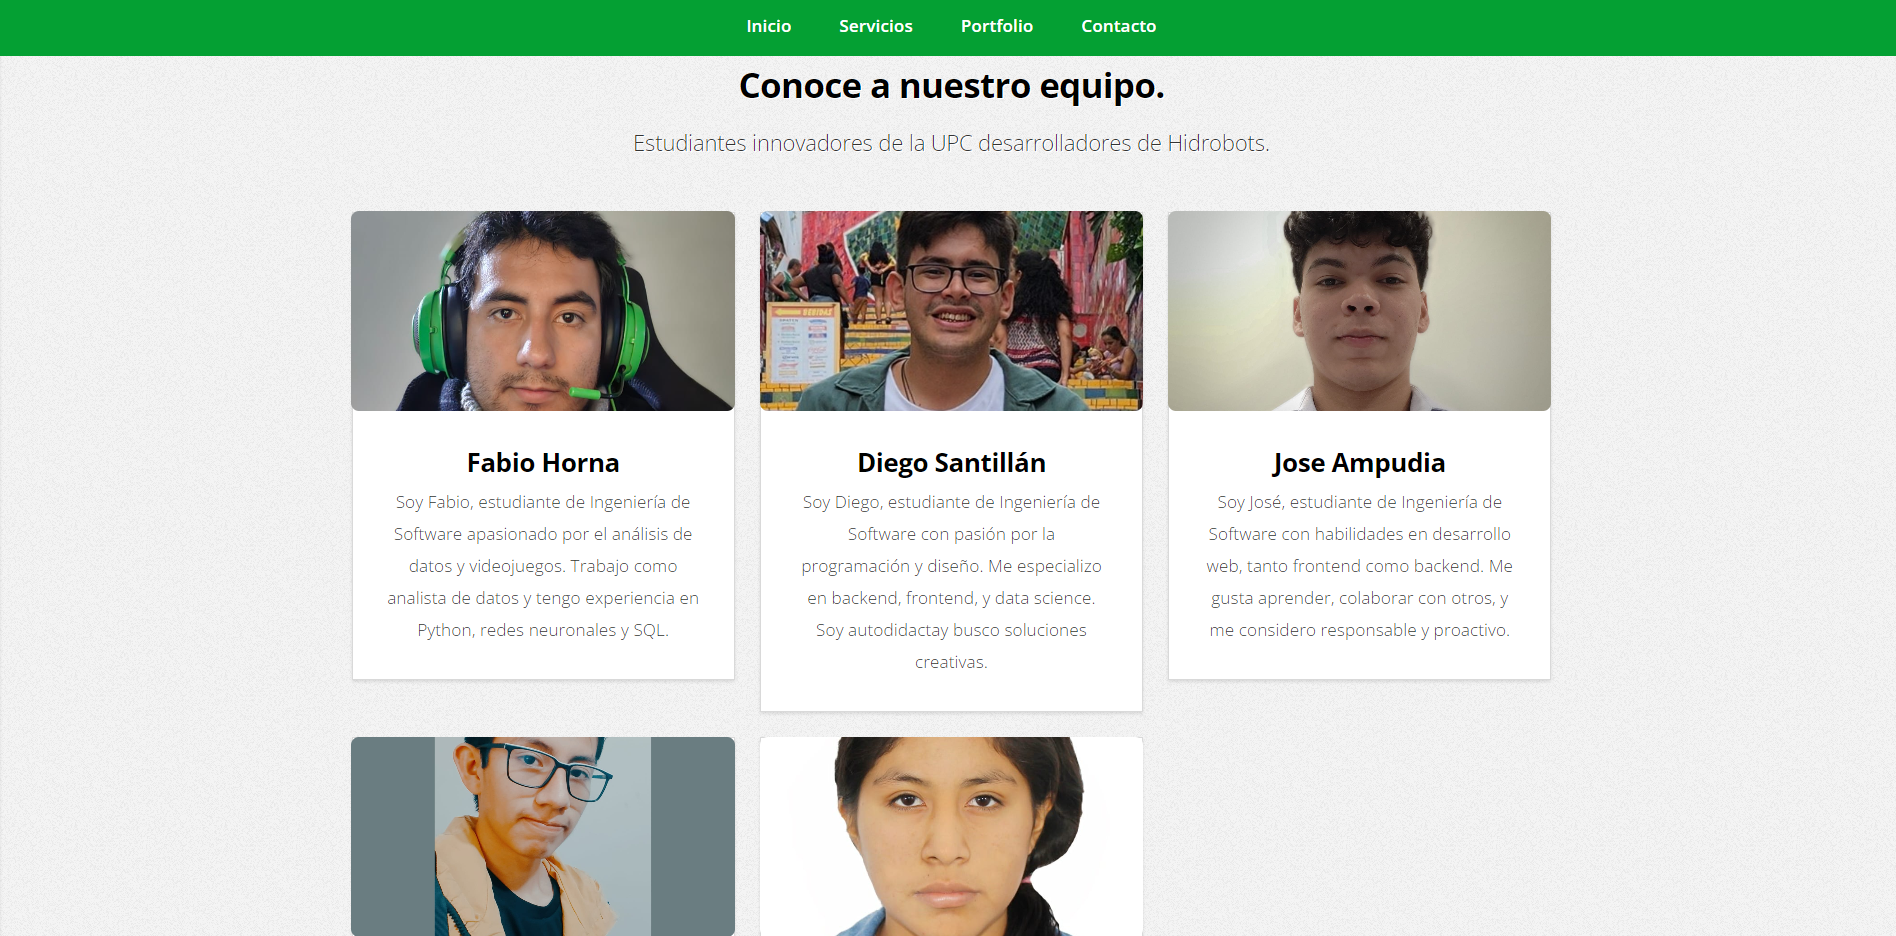 Inicio Servicios Portfolio Contacto
Conoce a nuestro equipo.
Estudiantes innovadores de la UPC desarrolladores de Hidrobots.
BEBIDAS
Fabio Horna
Soy Fabio, estudiante de Ingeniería de
Software apasionado por el análisis de
datos y videojuegos. Trabajo como
analista de datos y tengo experiencia en
Python, redes neuronales y SQL.
Diego Santillán
Soy Diego, estudiante de Ingeniería de
Software con pasión por la
programación y diseño. Me especializo
en backend, frontend, y data science.
Soy autodidactay busco soluciones
creativas.
Jose Ampudia
Soy José, estudiante de Ingeniería de
Software con habilidades en desarrollo
web, tanto frontend como backend. Me
gusta aprender, colaborar con otros, y
me considero responsable y proactivo.